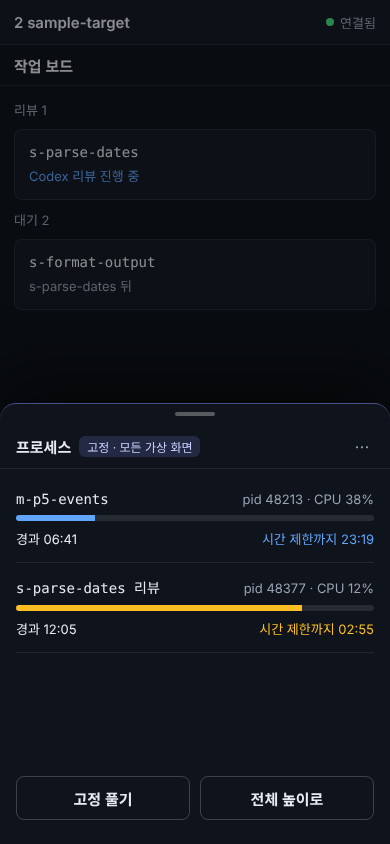 2 sample-target
연결됨
작업 보드
리뷰 1
s-parse-dates
Codex 리뷰 진행 중
대기 2
s-format-output
s-parse-dates 뒤
프로세스
고정 · 모든 가상 화면
···
m-p5-events
pid 48213 · CPU 38%
경과 06:41
시간 제한까지 23:19
s-parse-dates 리뷰
pid 48377 · CPU 12%
경과 12:05
시간 제한까지 02:55
고정 풀기
전체 높이로